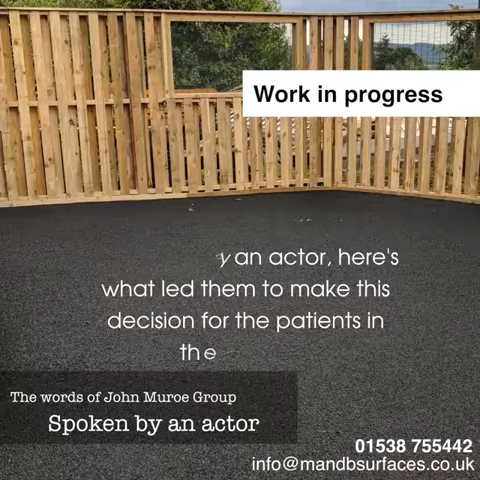 Work in progress
y an actor, here's
what led them to make this
decision for the patients in
the
The words of John Muroe Group
Spoken by an actor
01538 755442
info@mandbsurfaces.co.uk